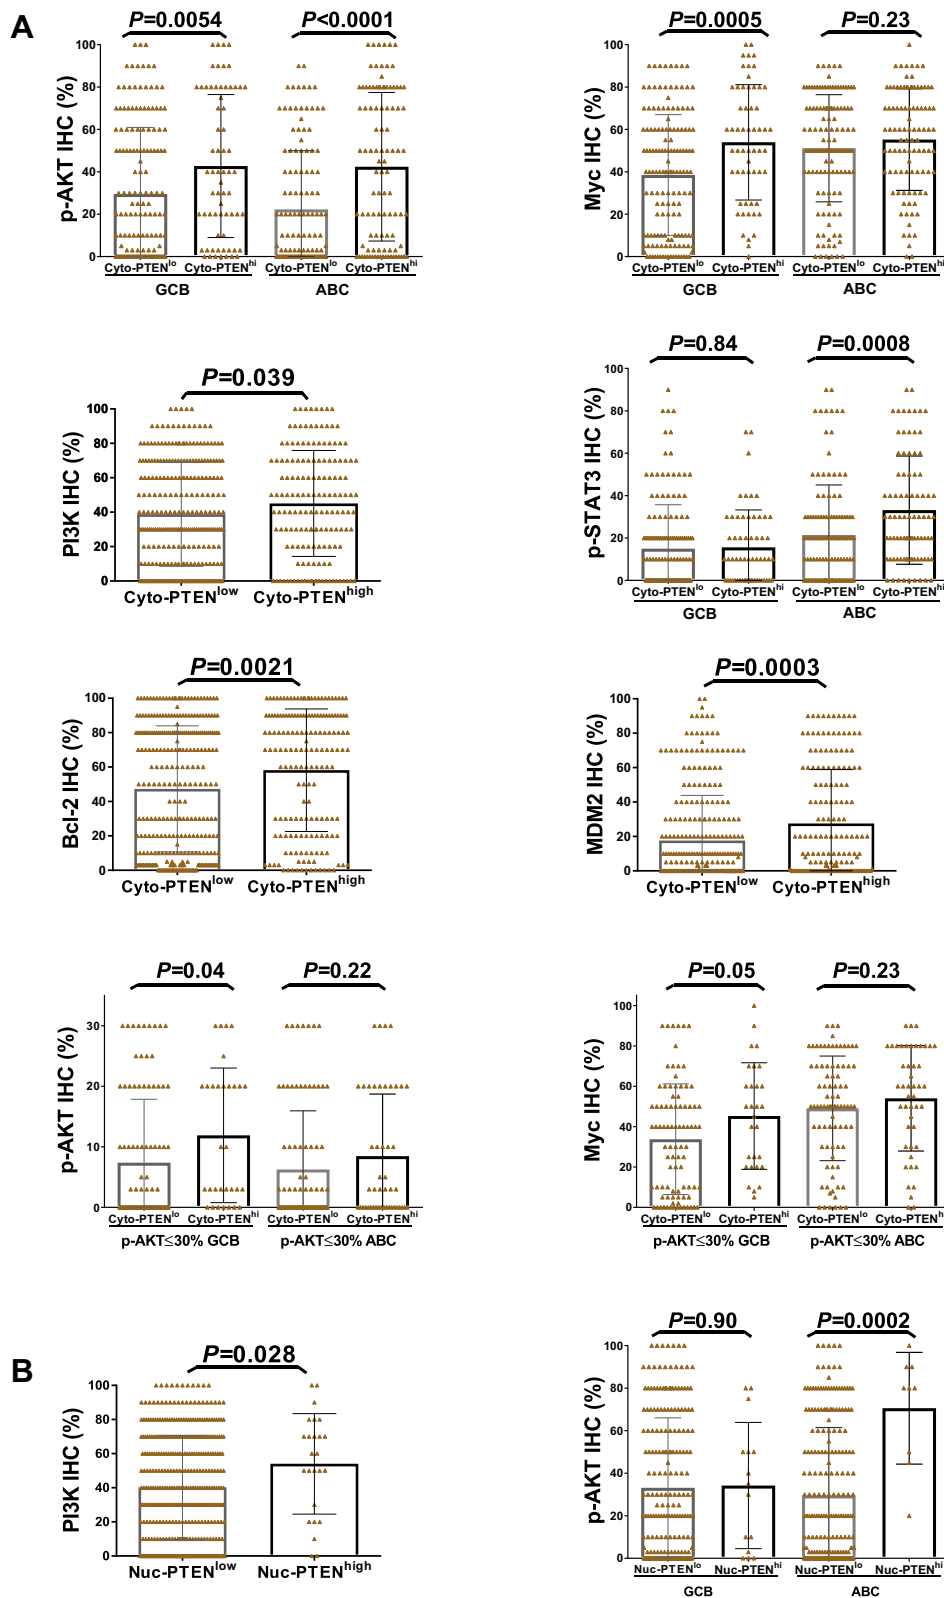 A
P=0.0054 P<0.0001
p-AKT IHC (%)
100
80
60
40
20
0
Cyto-PTENlo Cyto-PTENhi Cyto-PTENlo Cyto-PTENhi
GCB ABC
P=0.0005 P=0.23
Myc IHC (%)
100
80
60
40
20
0
Cyto-PTENlo Cyto-PTENhi Cyto-PTENlo Cyto-PTENhi
GCB ABC
P=0.039
PI3K IHC (%)
100
80
60
40
20
0
Cyto-PTENlow Cyto-PTENhigh
P=0.84 P=0.0008
p-STAT3 IHC (%)
100
80
60
40
20
0
Cyto-PTENlo Cyto-PTENhi Cyto-PTENlo Cyto-PTENhi
GCB ABC
P=0.0021
Bcl-2 IHC (%)
100
80
60
40
20
0
Cyto-PTENlow Cyto-PTENhigh
P=0.0003
MDM2 IHC (%)
100
80
60
40
20
0
Cyto-PTENlow Cyto-PTENhigh
P=0.04 P=0.22
p-AKT IHC (%)
30
20
10
0
Cyto-PTENlo Cyto-PTENhi Cyto-PTENlo Cyto-PTENhi
p-AKT≤30% GCB p-AKT≤30% ABC
P=0.05 P=0.23
Myc IHC (%)
100
80
60
40
20
0
Cyto-PTENlo Cyto-PTENhi Cyto-PTENlo Cyto-PTENhi
p-AKT≤30% GCB p-AKT≤30% ABC
B
P=0.028
PI3K IHC (%)
100
80
60
40
20
0
Nuc-PTENlow Nuc-PTENhigh
P=0.90 P=0.0002
p-AKT IHC (%)
100
80
60
40
20
0
Nuc-PTENlo Nuc-PTENhi Nuc-PTENlo Nuc-PTENhi
GCB ABC